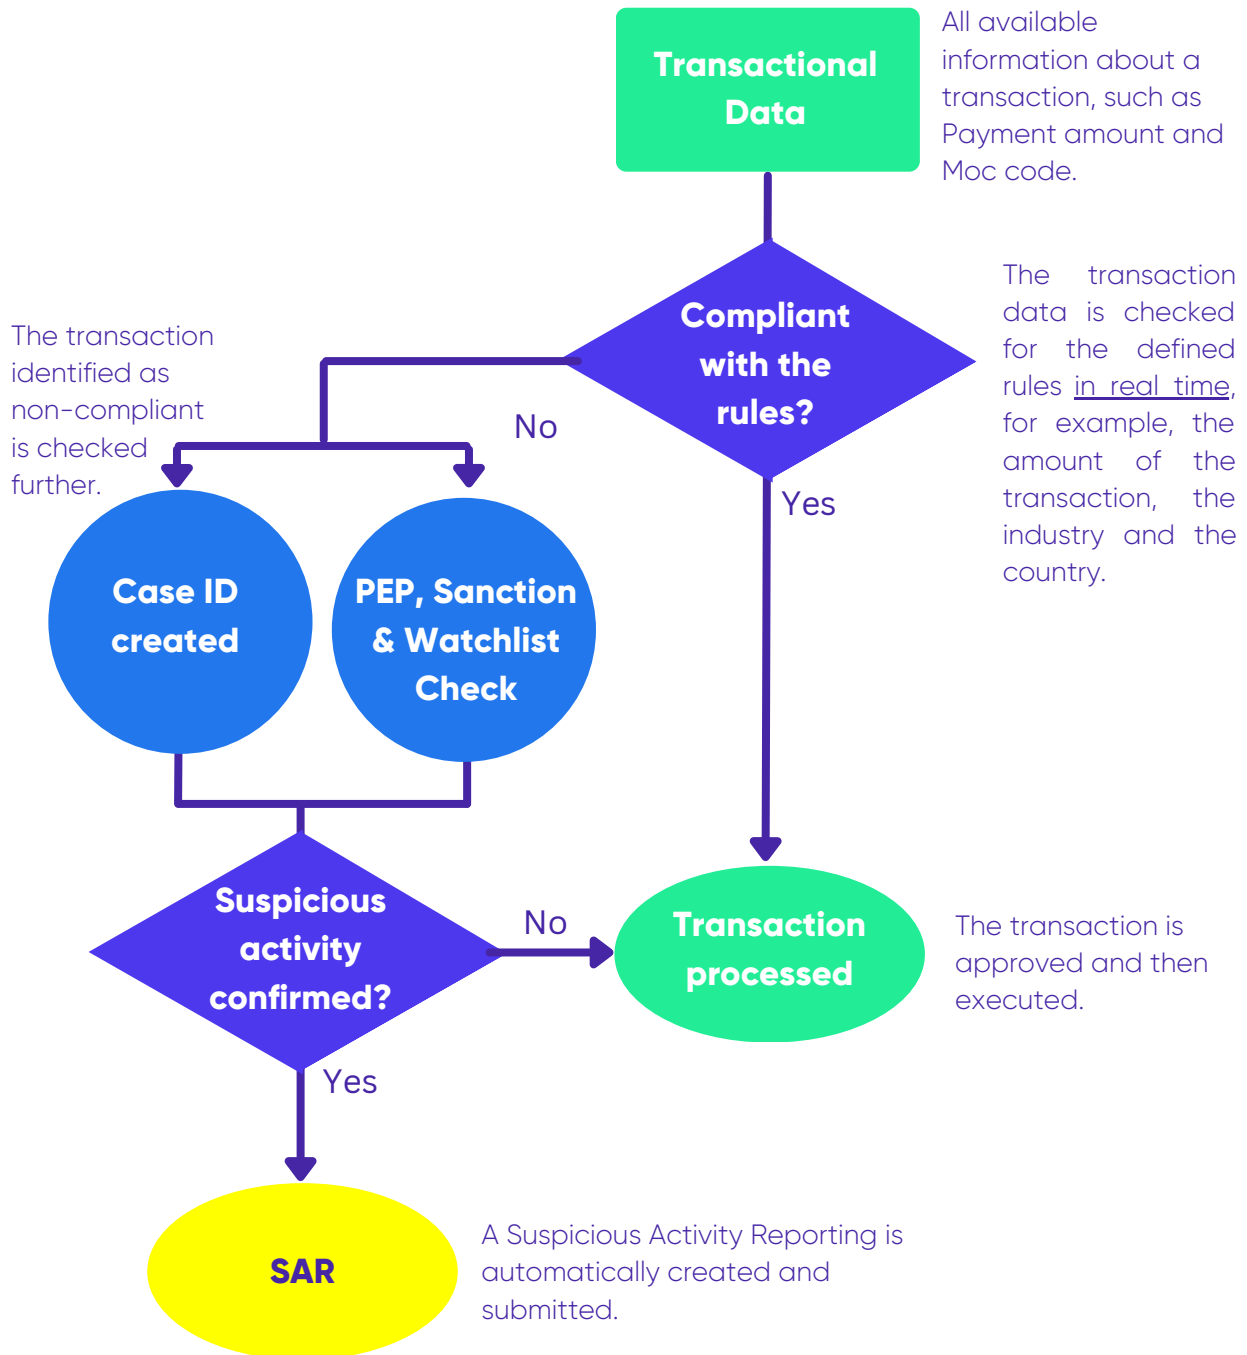 Transactional
Data
All available
information about a
transaction, such as
Payment amount and
Moc code.
Compliant
with the
rules?
The transaction
data is checked
for the defined
rules in real time,
for example, the
amount of the
transaction, the
industry and the
country.
The transaction
identified as
non-compliant
is checked
further.
No
Yes
Case ID
created
PEP, Sanction
& Watchlist
Check
Suspicious
activity
confirmed?
No
Transaction
processed
The transaction is
approved and then
executed.
Yes
SAR
A Suspicious Activity Reporting is
automatically created and
submitted.